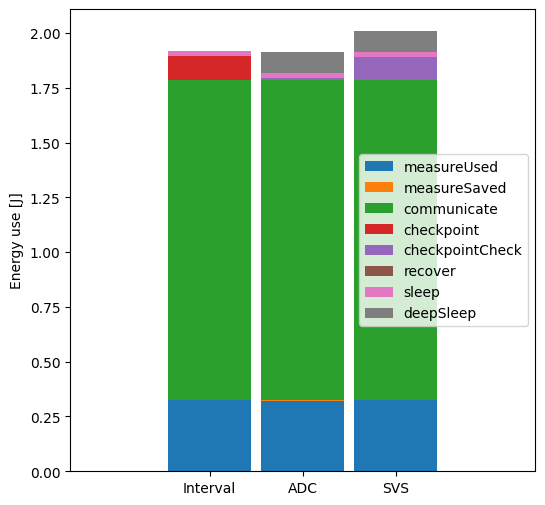 Energy use [J]
2.00
1.75
1.50
1.25
1.00
0.75
0.50
0.25
0.00
measureUsed
measureSaved
communicate
checkpoint
checkpointCheck
recover
sleep
deepSleep
Interval ADC SVS